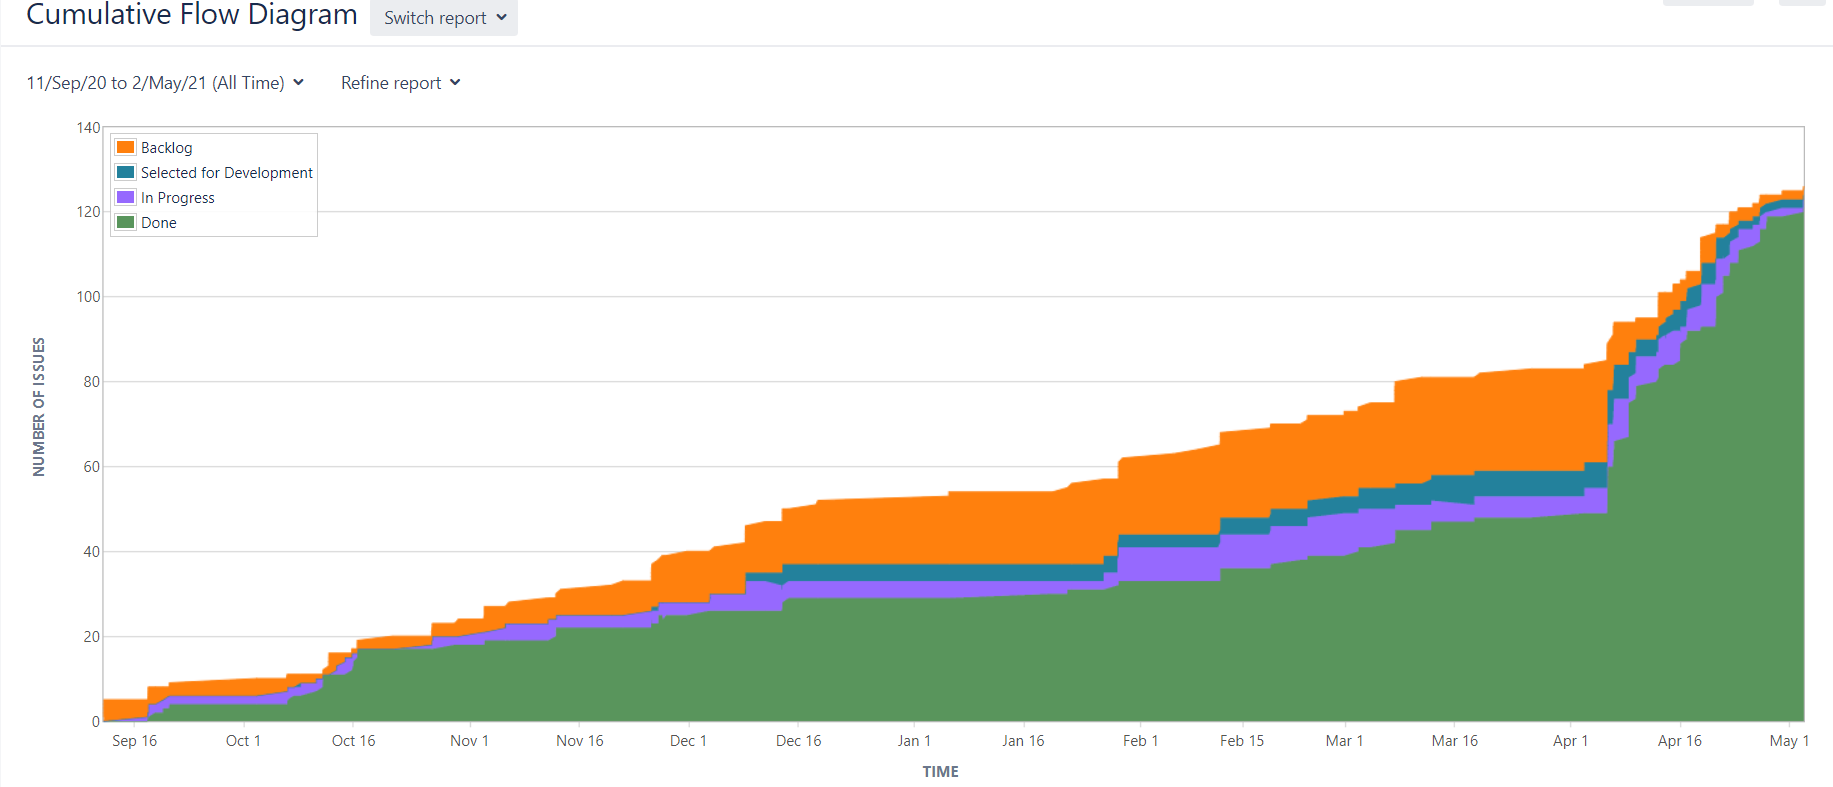 Cumulative Flow Diagram
Switch report
11/Sep/20 to 2/May/21 (All Time)
Refine report
140
120
100
80
60
40
20
0
Backlog
Selected for Development
In Progress
Done
NUMBER OF ISSUES
Sep 16
Oct 1
Oct 16
Nov 1
Nov 16
Dec 1
Dec 16
Jan 1
Jan 16
Feb 1
Feb 15
Mar 1
Mar 16
Apr 1
Apr 16
May 1
TIME